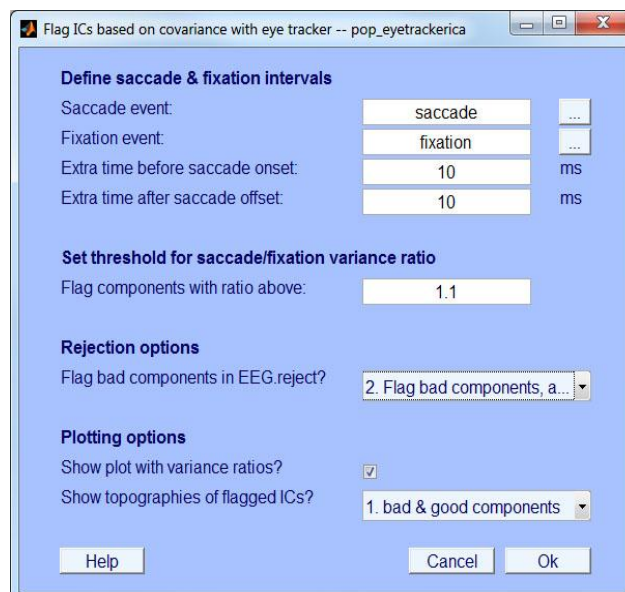 Flag ICs based on covariance with eye tracker -- pop_eyetrackerica
Define saccade & fixation intervals
Saccade event: saccade ...
Fixation event: fixation ...
Extra time before saccade onset: 10 ms
Extra time after saccade offset: 10 ms
Set threshold for saccade/fixation variance ratio
Flag components with ratio above: 1.1
Rejection options
Flag bad components in EEG.reject? 2. Flag bad components, a...
Plotting options
Show plot with variance ratios?
Show topographies of flagged ICs? 1. bad & good components
Help Cancel Ok